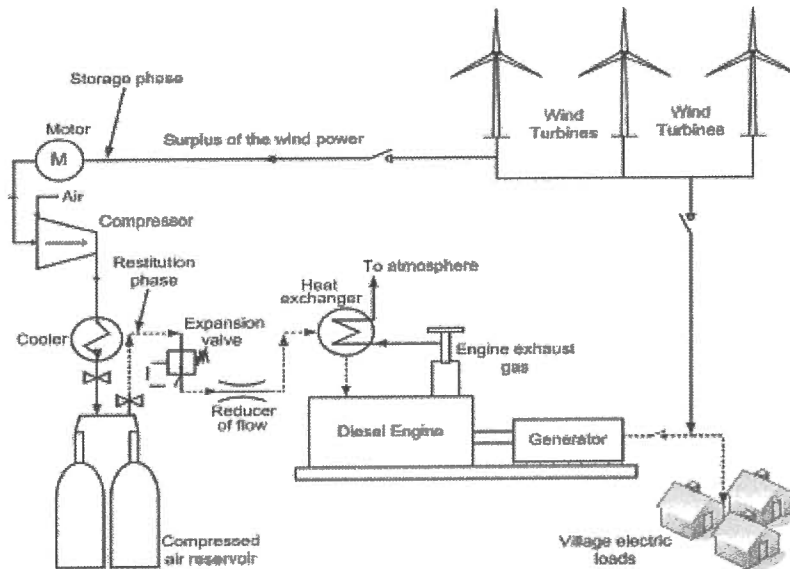 Storage phase
Motor
M
Surplus of the wind power
Wind
Turbines
Wind
Turbines
Air
Compressor
Restitution
phase
Cooler
Expansion
valve
Reducer
of flow
Heat
exchanger
To atmosphere
Engine exhaust
gas
Diesel Engine
Generator
Compressed
air reservoir
Village electric
loads